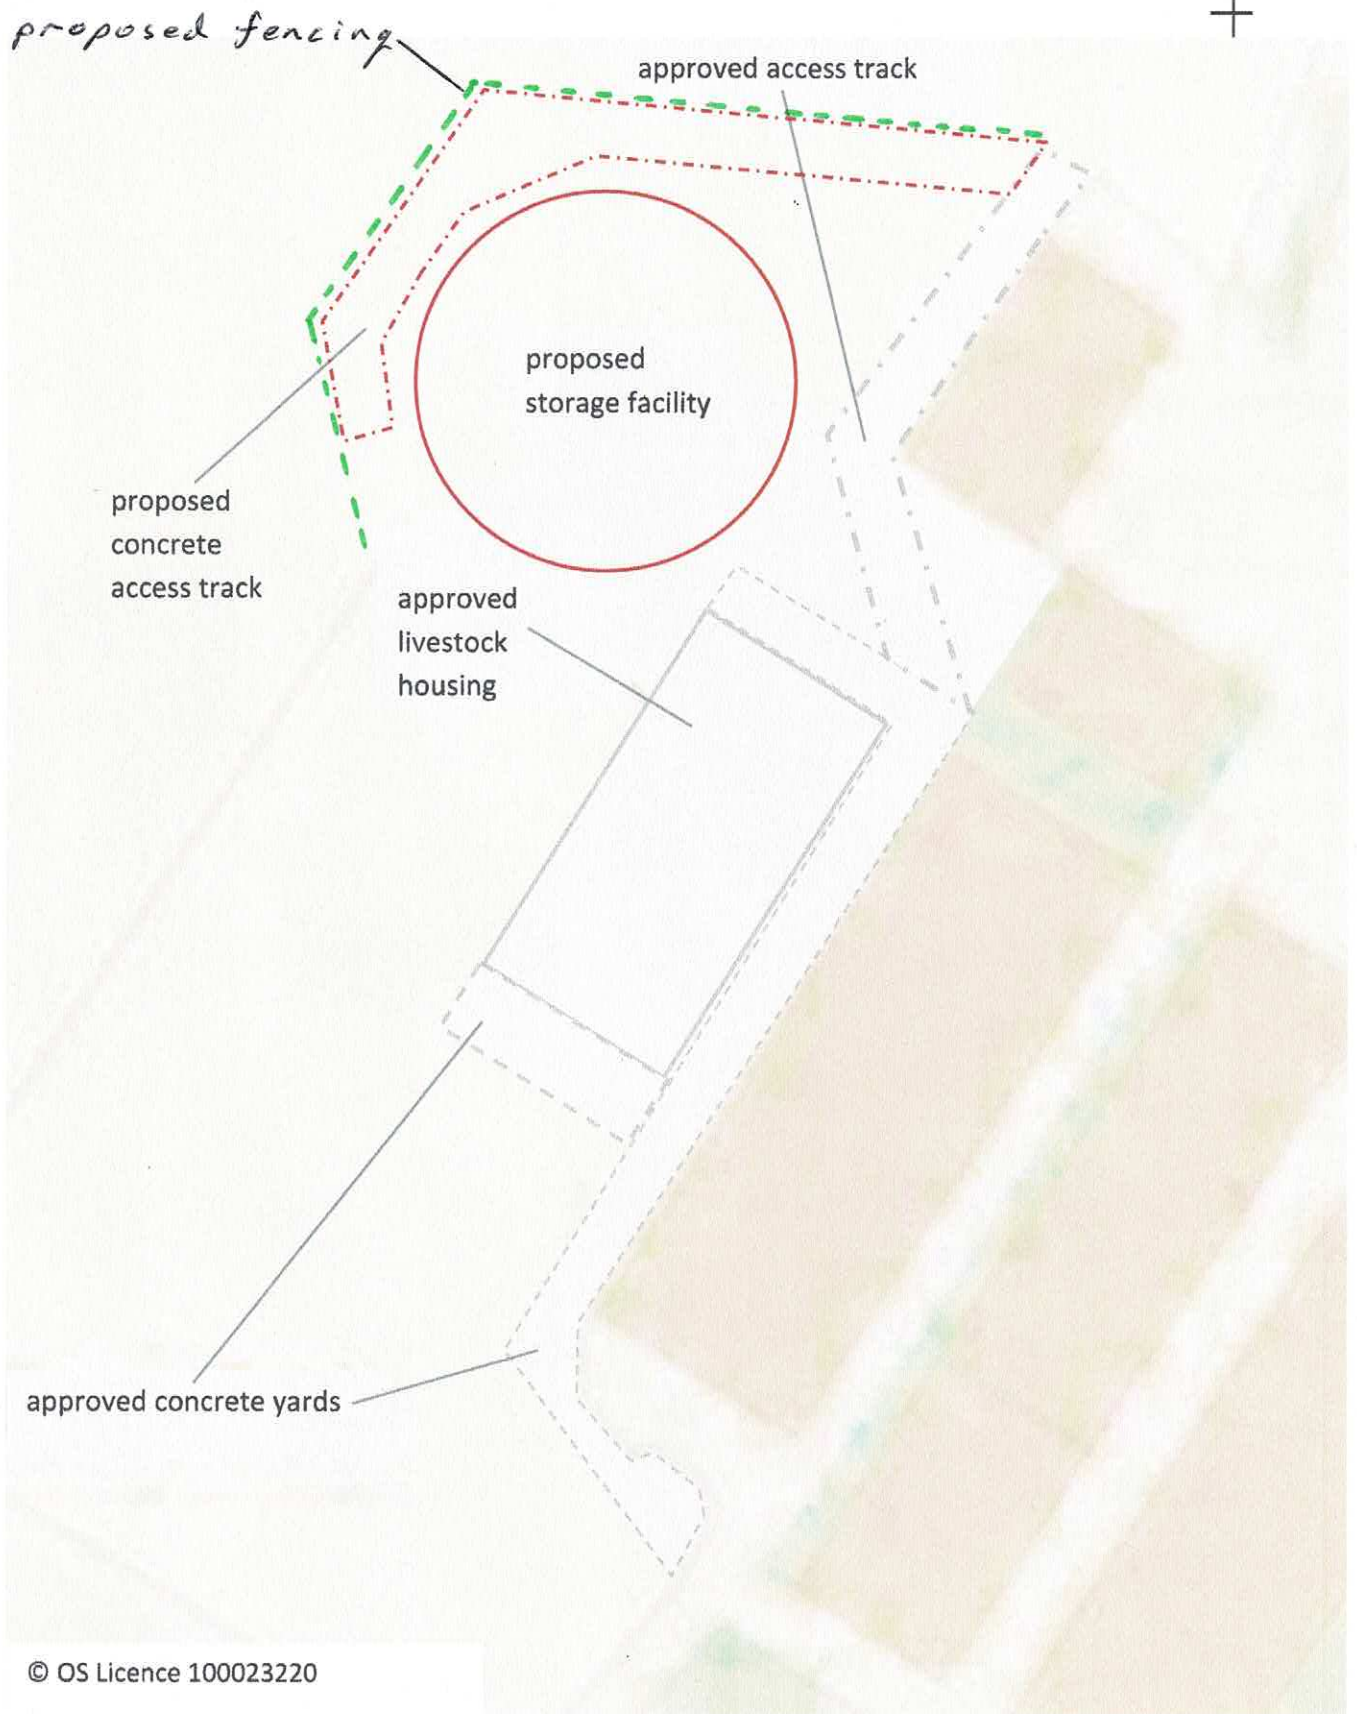 proposed fencing
approved access track
proposed
storage facility
proposed
concrete
access track
approved
livestock
housing
approved concrete yards
© OS Licence 100023220